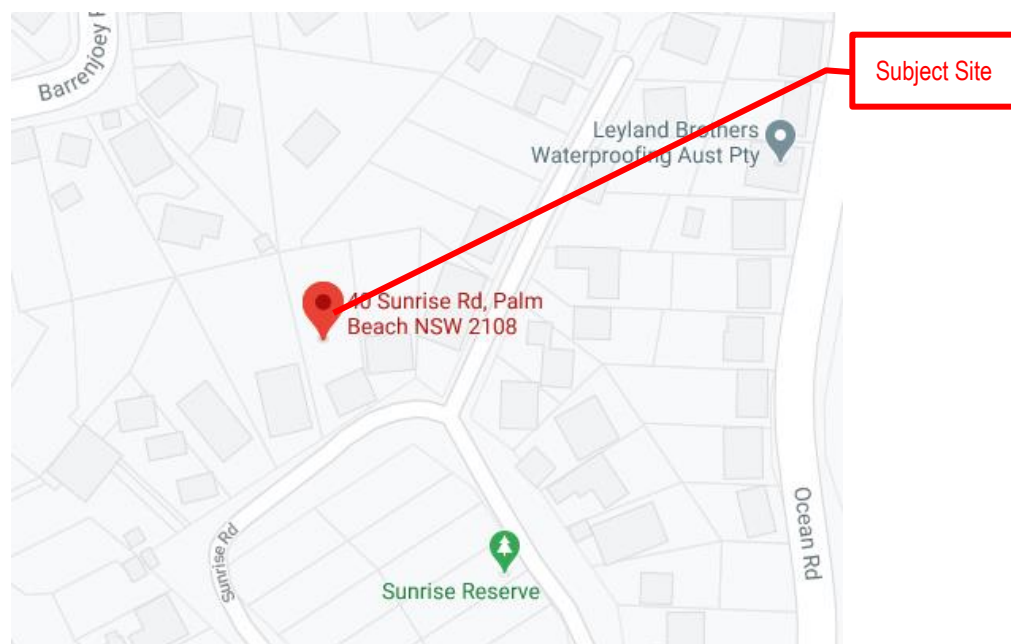 Barrenjoey
Subject Site
Leyland Brothers
Waterproofing Aust Pty
40 Sunrise Rd, Palm
Beach NSW 2108
Ocean Rd
Sunrise Rd
Sunrise Reserve